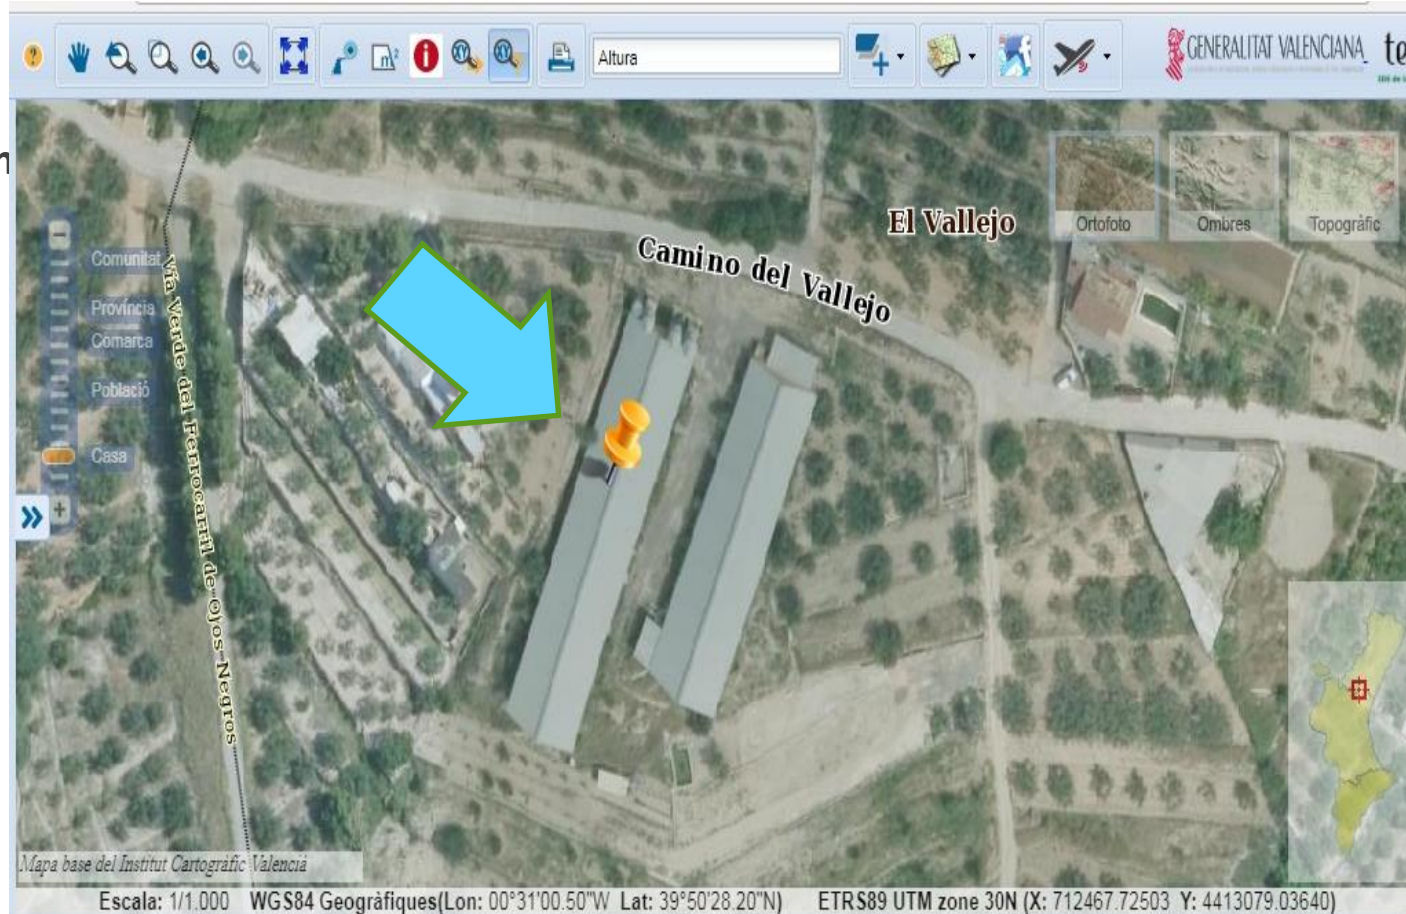 Altura
GENERALITAT VALENCIANA
te
n
El Vallejo
Camino del Vallejo
Ortofoto
Ombres
Topogràfic
Comunitat
Província
Comarca
Població
Casa
Vía Verde del Ferrocarril de Ojos Negros
Mapa base del Institut Cartogràfic Valencià
Escala: 1/1.000 WGS84 Geogràfiques(Lon: 00°31'00.50"W Lat: 39°50'28.20"N) ETRS89 UTM zone 30N (X: 712467.72503 Y: 4413079.03640)